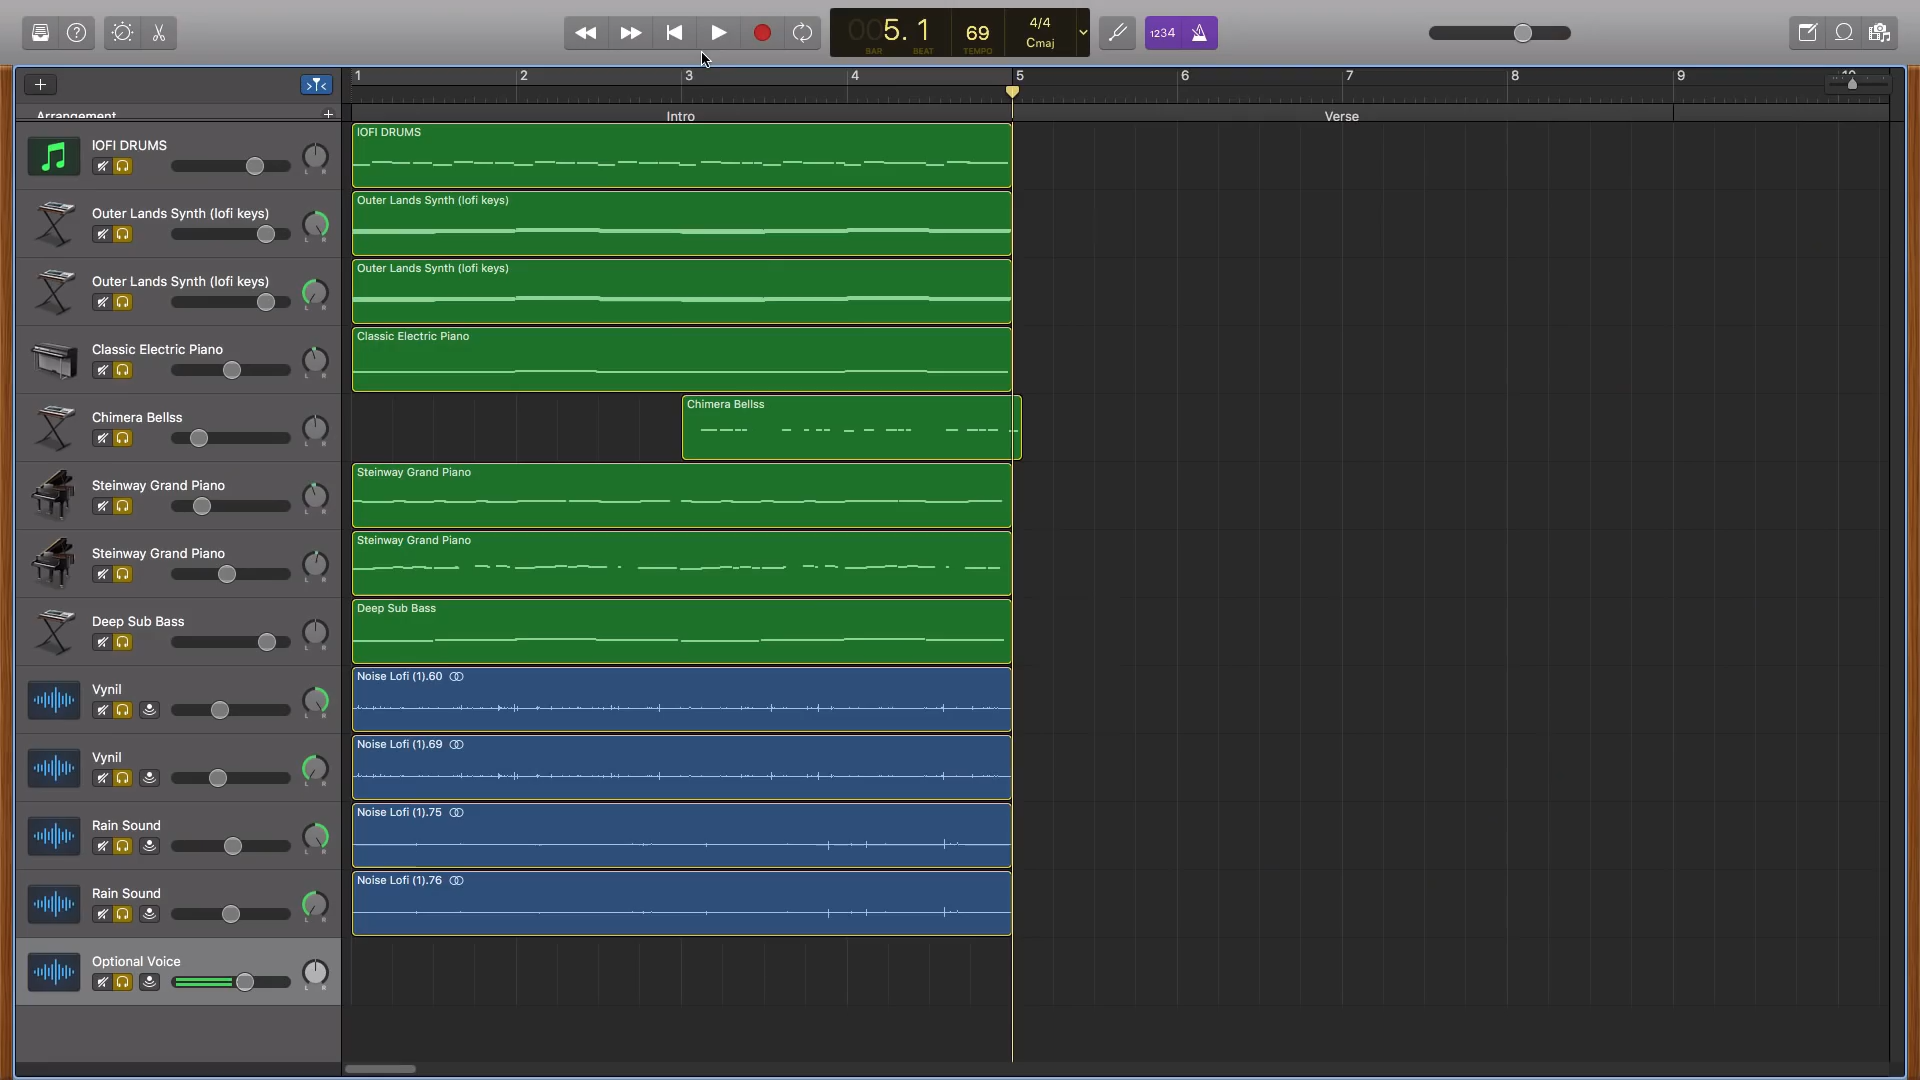 005. 1
BAR
BEAT
69
TEMPO
4/4
Cmaj
1234
1
2
3
4
5
6
7
8
9
Arrangement
Intro
Verse
lOFI DRUMS
lOFI DRUMS
Outer Lands Synth (lofi keys)
Outer Lands Synth (lofi keys)
Outer Lands Synth (lofi keys)
Outer Lands Synth (lofi keys)
Classic Electric Piano
Classic Electric Piano
Chimera Bellss
Chimera Bellss
Steinway Grand Piano
Steinway Grand Piano
Steinway Grand Piano
Steinway Grand Piano
Deep Sub Bass
Deep Sub Bass
Vynil
Noise Lofi (1).60
Vynil
Noise Lofi (1).69
Rain Sound
Noise Lofi (1).75
Rain Sound
Noise Lofi (1).76
Optional Voice